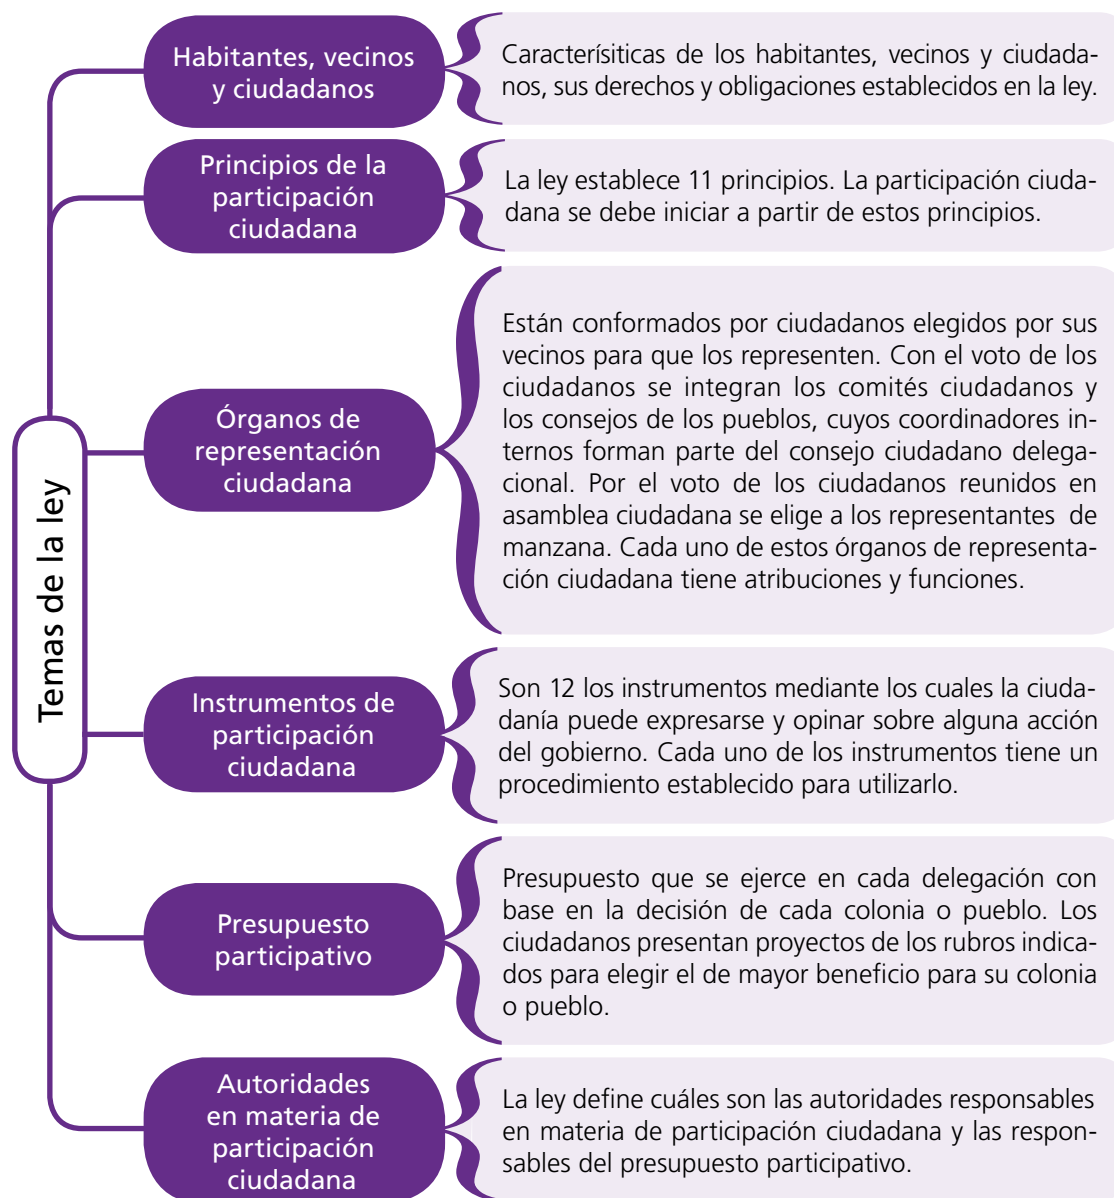 Temas de la ley
Habitantes, vecinos
y ciudadanos
Caracterísiticas de los habitantes, vecinos y ciudada-
nos, sus derechos y obligaciones establecidos en la ley.
Principios de la
participación
ciudadana
La ley establece 11 principios. La participación ciuda-
dana se debe iniciar a partir de estos principios.
Órganos de
representación
ciudadana
Están conformados por ciudadanos elegidos por sus
vecinos para que los representen. Con el voto de los
ciudadanos se integran los comités ciudadanos y
los consejos de los pueblos, cuyos coordinadores in-
ternos forman parte del consejo ciudadano delega-
cional. Por el voto de los ciudadanos reunidos en
asamblea ciudadana se elige a los representantes de
manzana. Cada uno de estos órganos de representa-
ción ciudadana tiene atribuciones y funciones.
Instrumentos de
participación
ciudadana
Son 12 los instrumentos mediante los cuales la ciuda-
danía puede expresarse y opinar sobre alguna acción
del gobierno. Cada uno de los instrumentos tiene un
procedimiento establecido para utilizarlo.
Presupuesto
participativo
Presupuesto que se ejerce en cada delegación con
base en la decisión de cada colonia o pueblo. Los
ciudadanos presentan proyectos de los rubros indica-
dos para elegir el de mayor beneficio para su colonia
o pueblo.
Autoridades
en materia de
participación
ciudadana
La ley define cuáles son las autoridades responsables
en materia de participación ciudadana y las respon-
sables del presupuesto participativo.